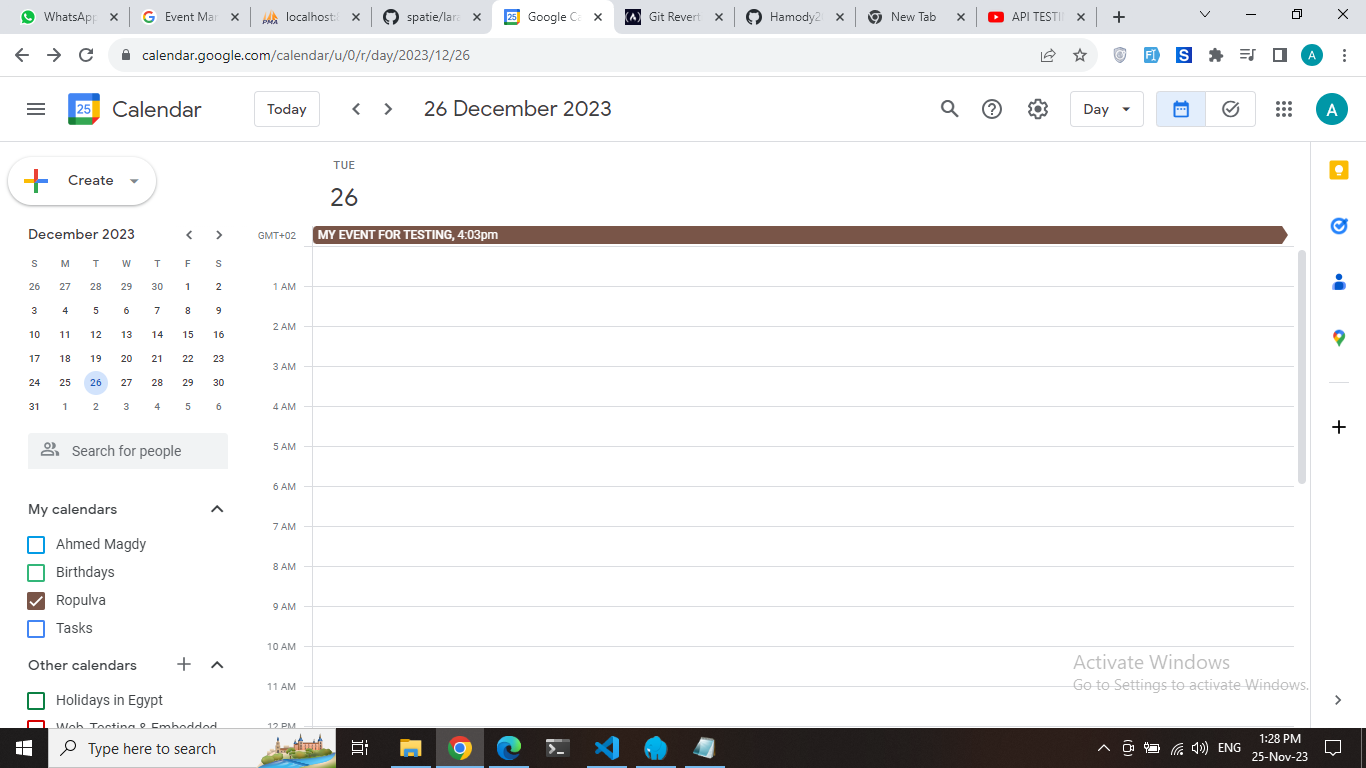 WhatsApp
Event Mar
localhost:8
spatie/lara
Google Ca
Git Revert
New Tab
API TESTI
calendar.google.com/calendar/u/0/r/day/2023/12/26
A
25
Calendar
Today
26 December 2023
Day
A
Create
TUE
26
December 2023
GMT+02
MY EVENT FOR TESTING, 4:03pm
S M T W T F S
26 27 28 29 30 1 2
3 4 5 6 7 8 9
10 11 12 13 14 15 16
17 18 19 20 21 22 23
24 25 26 27 28 29 30
31 1 2 3 4 5 6
1 AM
2 AM
3 AM
4 AM
5 AM
6 AM
7 AM
8 AM
9 AM
10 AM
11 AM
12 PM
Search for people
My calendars
Ahmed Magdy
Birthdays
Ropulva
Tasks
Other calendars
Holidays in Egypt
Web, Testing & Embedded
Activate Windows
Go to Settings to activate Windows.
Type here to search
ENG
1:28 PM
25-Nov-23